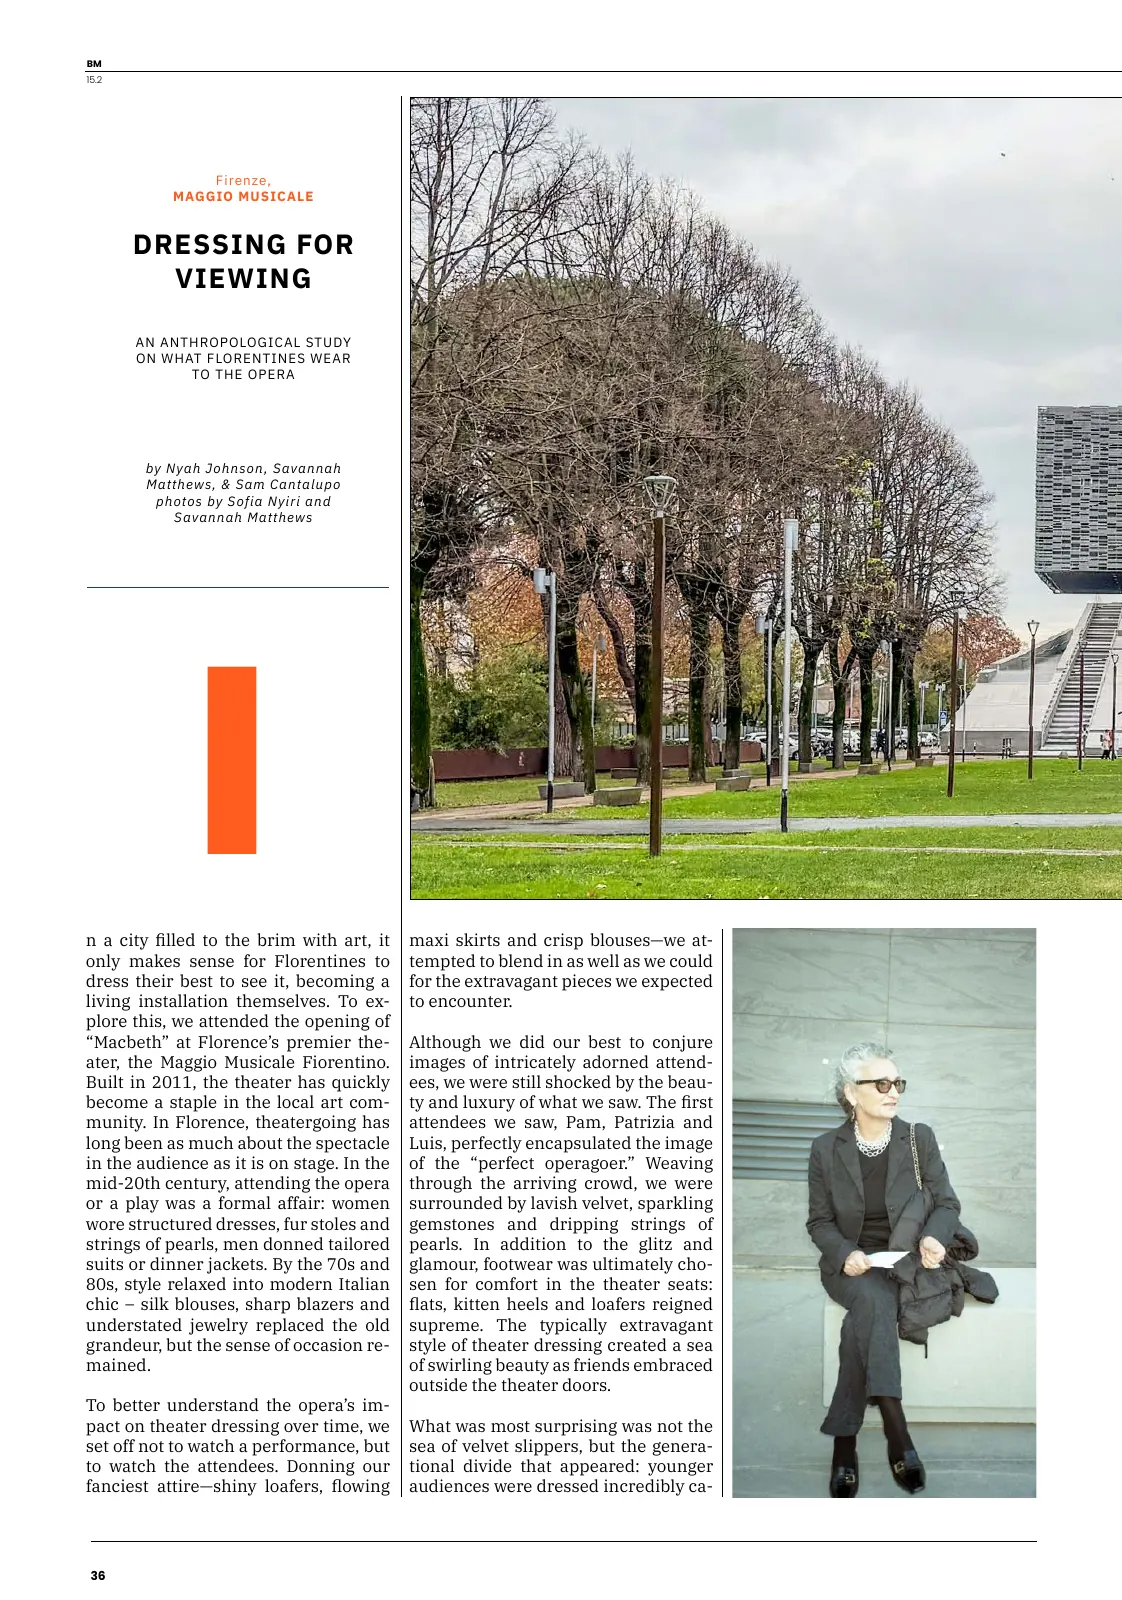 BM
15.2
Firenze,
MAGGIO MUSICALE
DRESSING FOR
VIEWING
AN ANTHROPOLOGICAL STUDY
ON WHAT FLORENTINES WEAR
TO THE OPERA
by Nyah Johnson, Savannah
Matthews, & Sam Cantalupo
photos by Sofia Nyiri and
Savannah Matthews
I
n a city filled to the brim with art, it
only makes sense for Florentines to
dress their best to see it, becoming a
living installation themselves. To ex-
plore this, we attended the opening of
“Macbeth” at Florence’s premier the-
ater, the Maggio Musicale Fiorentino.
Built in 2011, the theater has quickly
become a staple in the local art com-
munity. In Florence, theatergoing has
long been as much about the spectacle
in the audience as it is on stage. In the
mid-20th century, attending the opera
or a play was a formal affair: women
wore structured dresses, fur stoles and
strings of pearls, men donned tailored
suits or dinner jackets. By the 70s and
80s, style relaxed into modern Italian
chic – silk blouses, sharp blazers and
understated jewelry replaced the old
grandeur, but the sense of occasion re-
mained.
To better understand the opera’s im-
pact on theater dressing over time, we
set off not to watch a performance, but
to watch the attendees. Donning our
fanciest attire—shiny loafers, flowing
maxi skirts and crisp blouses—we at-
tempted to blend in as well as we could
for the extravagant pieces we expected
to encounter.
Although we did our best to conjure
images of intricately adorned attend-
ees, we were still shocked by the beau-
ty and luxury of what we saw. The first
attendees we saw, Pam, Patrizia and
Luis, perfectly encapsulated the image
of the “perfect operagoer.” Weaving
through the arriving crowd, we were
surrounded by lavish velvet, sparkling
gemstones and dripping strings of
pearls. In addition to the glitz and
glamour, footwear was ultimately cho-
sen for comfort in the theater seats:
flats, kitten heels and loafers reigned
supreme. The typically extravagant
style of theater dressing created a sea
of swirling beauty as friends embraced
outside the theater doors.
What was most surprising was not the
sea of velvet slippers, but the genera-
tional divide that appeared: younger
audiences were dressed incredibly ca-
36